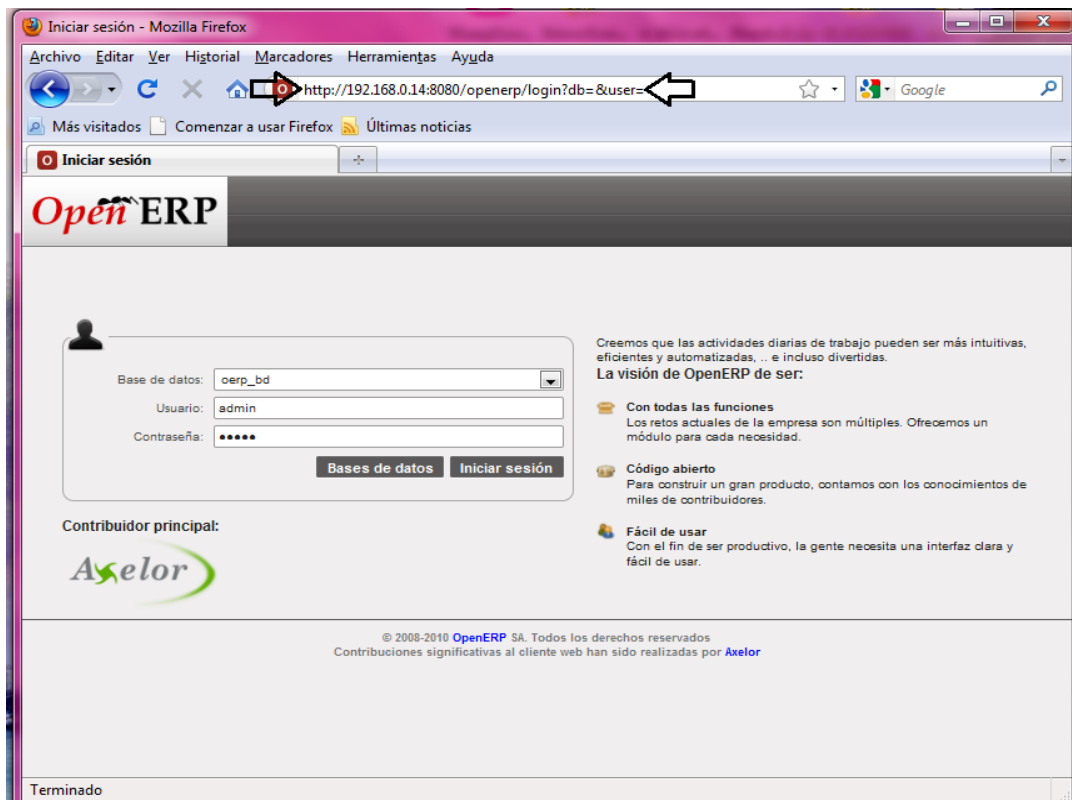 Iniciar sesión - Mozilla Firefox
Archivo Editar Ver Historial Marcadores Herramientas Ayuda
http://192.168.0.14:8080/openerp/login?db=&user=
Google
Más visitados Comenzar a usar Firefox Últimas noticias
Iniciar sesión
Open ERP
Base de datos: oerp_bd
Usuario: admin
Contraseña: •••••
Bases de datos Iniciar sesión
Contribuidor principal:
Axelor
Creemos que las actividades diarias de trabajo pueden ser más intuitivas,
eficientes y automatizadas, .. e incluso divertidas.
La visión de OpenERP de ser:
Con todas las funciones
Los retos actuales de la empresa son múltiples. Ofrecemos un
módulo para cada necesidad.
Código abierto
Para construir un gran producto, contamos con los conocimientos de
miles de contribuidores.
Fácil de usar
Con el fin de ser productivo, la gente necesita una interfaz clara y
fácil de usar.
© 2008-2010 OpenERP SA. Todos los derechos reservados
Contribuciones significativas al cliente web han sido realizadas por Axelor
Terminado